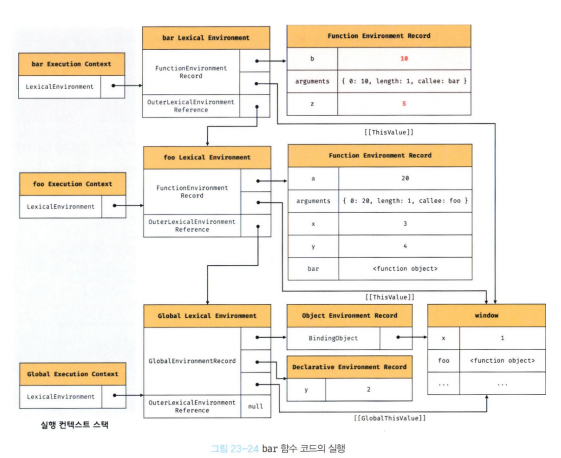 bar Lexical Environment
Function Environment Record
bar Execution Context
LexicalEnvironment
FunctionEnvironment
Record
OuterLexicalEnvironment
Reference
b
10
arguments
{ 0: 10, length: 1, callee: bar }
z
5
[[ThisValue]]
foo Lexical Environment
Function Environment Record
foo Execution Context
LexicalEnvironment
FunctionEnvironment
Record
OuterLexicalEnvironment
Reference
a
20
arguments
{ 0: 20, length: 1, callee: foo }
x
3
y
4
bar
<function object>
[[ThisValue]]
Global Lexical Environment
Object Environment Record
window
BindingObject
x
1
foo
<function object>
...
...
GlobalEnvironmentRecord
Declarative Environment Record
y
2
Global Execution Context
LexicalEnvironment
OuterLexicalEnvironment
Reference
null
[[GlobalThisValue]]
실행 컨텍스트 스택
그림 23-24 bar 함수 코드의 실행